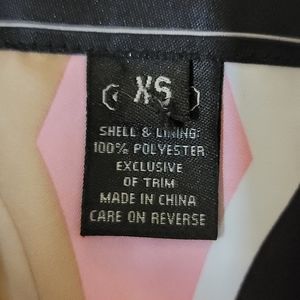 XS
SHELL & LINING:
100% POLYESTER
EXCLUSIVE
OF TRIM
MADE IN CHINA
CARE ON REVERSE